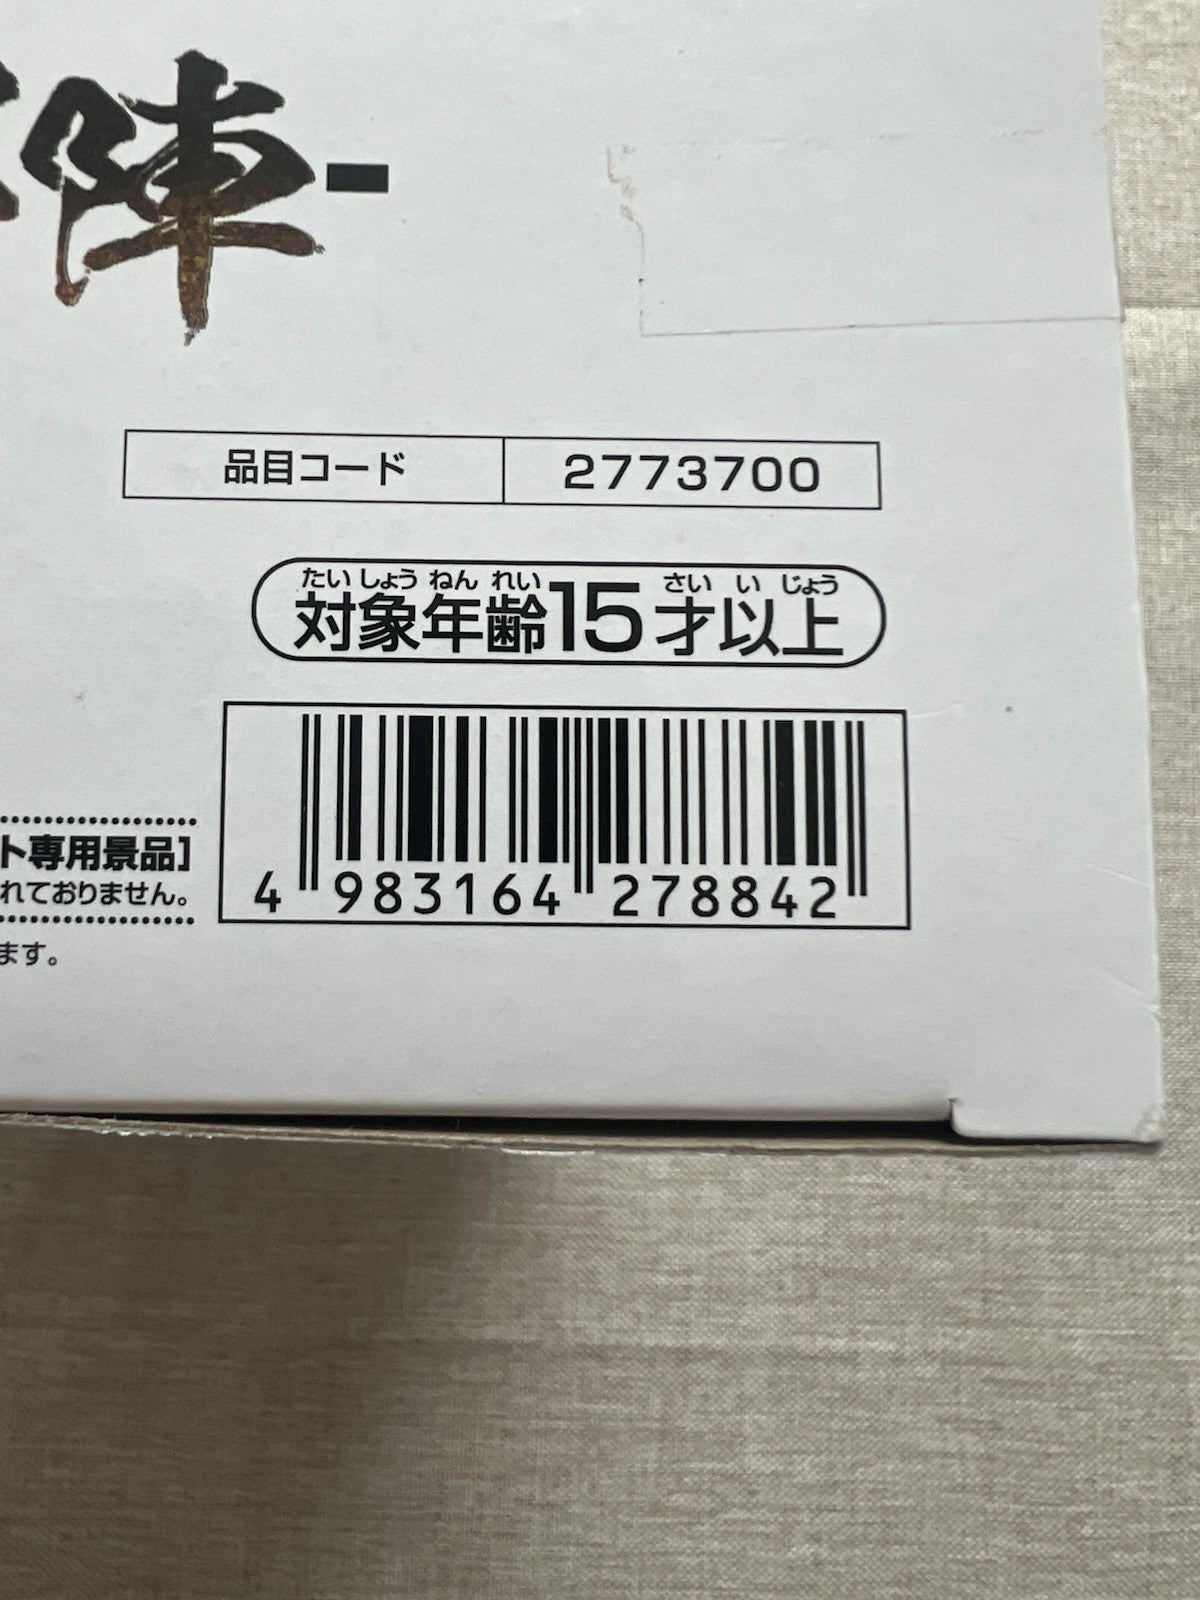 陣-
品目コード 2773700
たいしょうねんれい さいいじょう
対象年齢15才以上
ト専用景品]
れておりません。
ます。
4 983164 278842